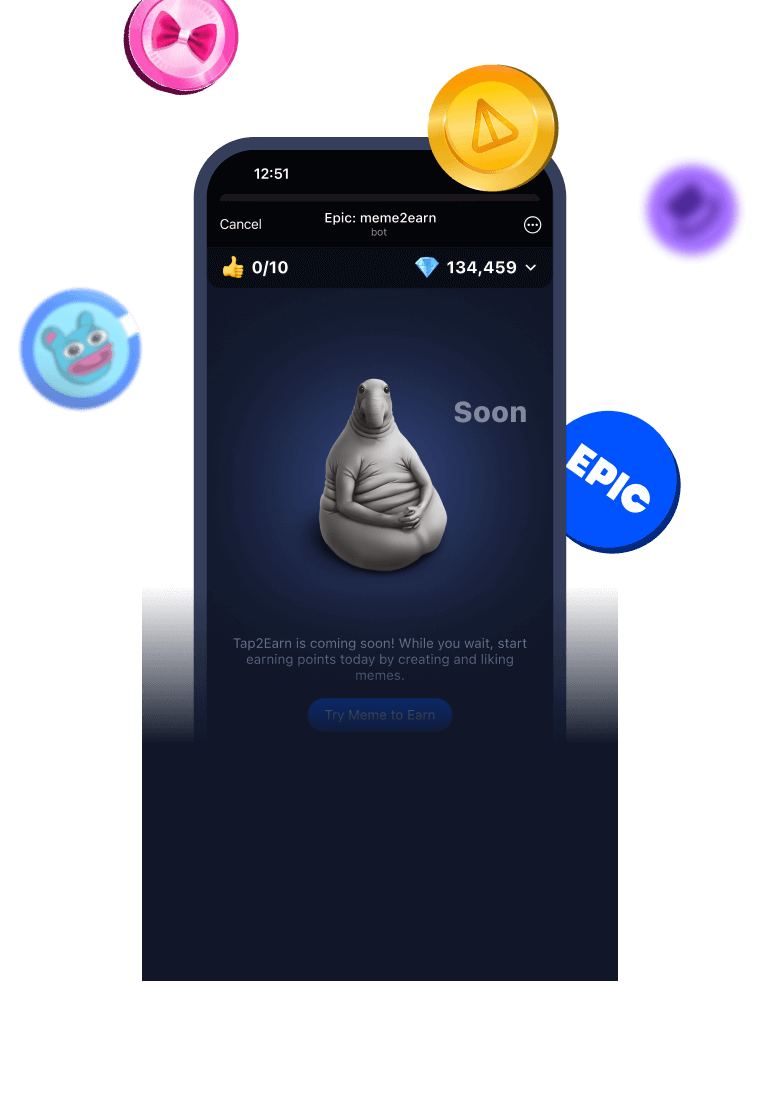 12:51
Cancel
Epic: meme2earn
bot
0/10
134,459
Soon
EPIC
Tap2Earn is coming soon! While you wait, start
earning points today by creating and liking
memes.
Try Meme to Earn